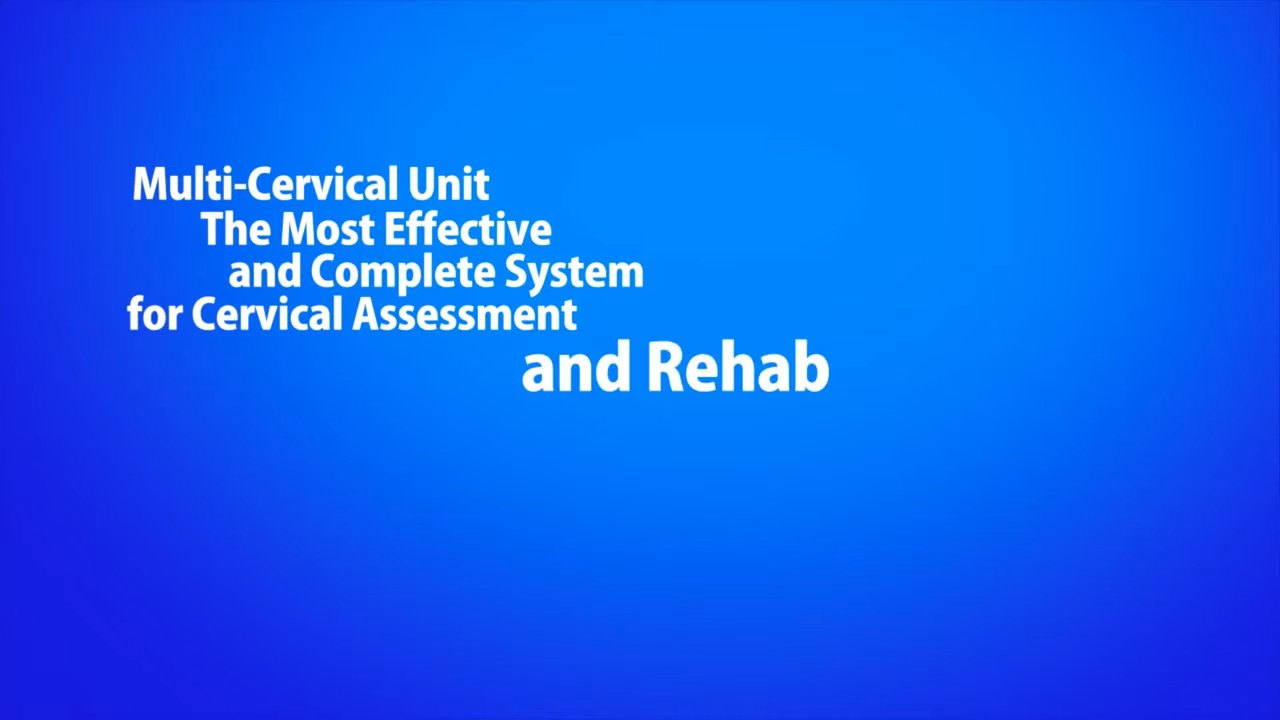 Multi-Cervical Unit
The Most Effective
and Complete System
for Cervical Assessment
and Rehab